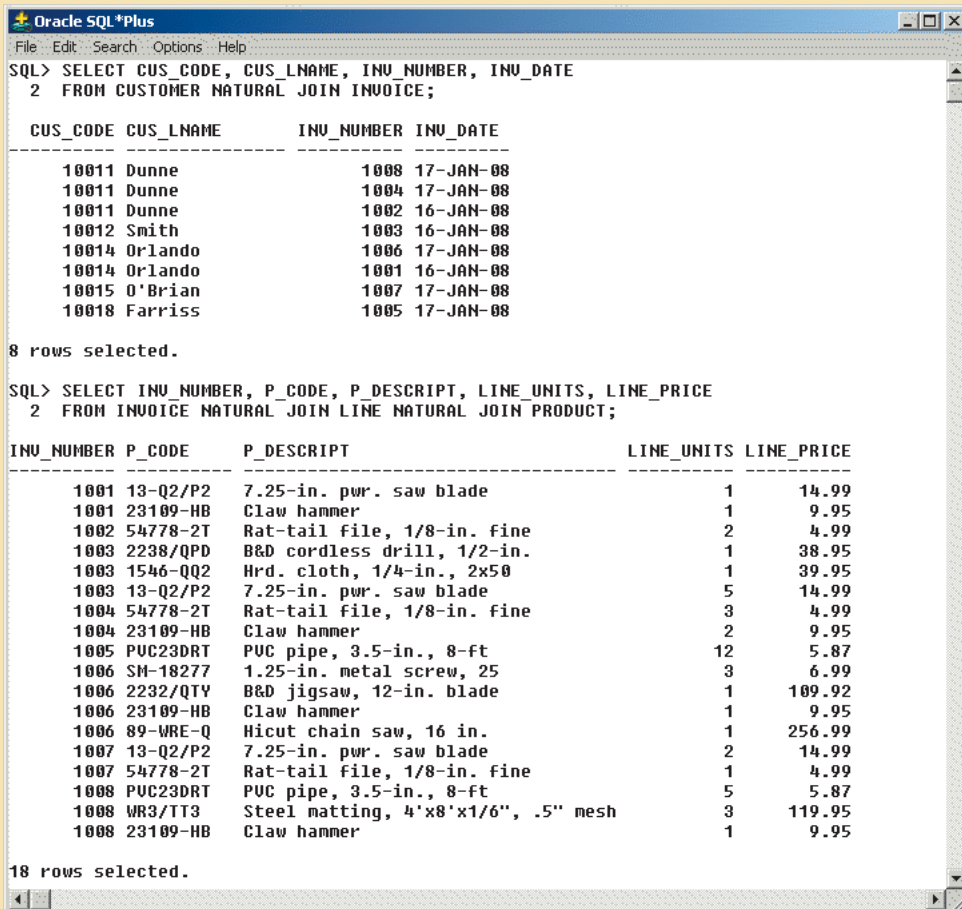 Oracle SQL*Plus
File Edit Search Options Help
SQL> SELECT CUS_CODE, CUS_LNAME, INV_NUMBER, INV_DATE
2 FROM CUSTOMER NATURAL JOIN INVOICE;
CUS_CODE CUS_LNAME INV_NUMBER INV_DATE
---------- --------------- ---------- ---------
10011 Dunne 1008 17-JAN-08
10011 Dunne 1004 17-JAN-08
10011 Dunne 1002 16-JAN-08
10012 Smith 1003 16-JAN-08
10014 Orlando 1006 17-JAN-08
10014 Orlando 1001 16-JAN-08
10015 O'Brian 1007 17-JAN-08
10018 Farriss 1005 17-JAN-08
8 rows selected.
SQL> SELECT INV_NUMBER, P_CODE, P_DESCRIPT, LINE_UNITS, LINE_PRICE
2 FROM INVOICE NATURAL JOIN LINE NATURAL JOIN PRODUCT;
INV_NUMBER P_CODE P_DESCRIPT LINE_UNITS LINE_PRICE
---------- ---------- ----------------------------------- ---------- ----------
1001 13-Q2/P2 7.25-in. pwr. saw blade 1 14.99
1001 23109-HB Claw hammer 1 9.95
1002 54778-2T Rat-tail file, 1/8-in. fine 2 4.99
1003 2238/QPD B&D cordless drill, 1/2-in. 1 38.95
1003 1546-QQ2 Hrd. cloth, 1/4-in., 2x50 1 39.95
1003 13-Q2/P2 7.25-in. pwr. saw blade 5 14.99
1004 54778-2T Rat-tail file, 1/8-in. fine 3 4.99
1004 23109-HB Claw hammer 2 9.95
1005 PVC23DRT PVC pipe, 3.5-in., 8-ft 12 5.87
1006 SM-18277 1.25-in. metal screw, 25 3 6.99
1006 2232/QTY B&D jigsaw, 12-in. blade 1 109.92
1006 23109-HB Claw hammer 1 9.95
1006 89-WRE-Q Hicut chain saw, 16 in. 1 256.99
1007 13-Q2/P2 7.25-in. pwr. saw blade 2 14.99
1007 54778-2T Rat-tail file, 1/8-in. fine 1 4.99
1008 PVC23DRT PVC pipe, 3.5-in., 8-ft 5 5.87
1008 WR3/TT3 Steel matting, 4'x8'x1/6", .5" mesh 3 119.95
1008 23109-HB Claw hammer 1 9.95
18 rows selected.